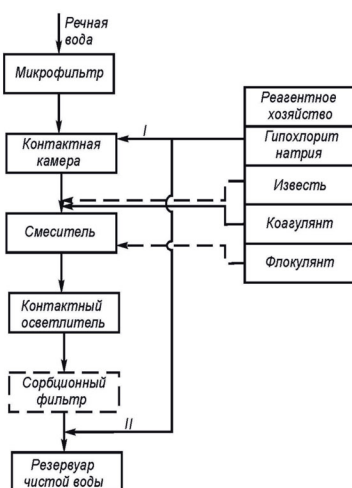 Речная
вода
Микрофильтр
Контактная
камера
Смеситель
Контактный
осветлитель
Сорбционный
фильтр
Резервуар
чистой воды
I
II
Реагентное
хозяйство
Гипохлорит
натрия
Известь
Коагулянт
Флокулянт